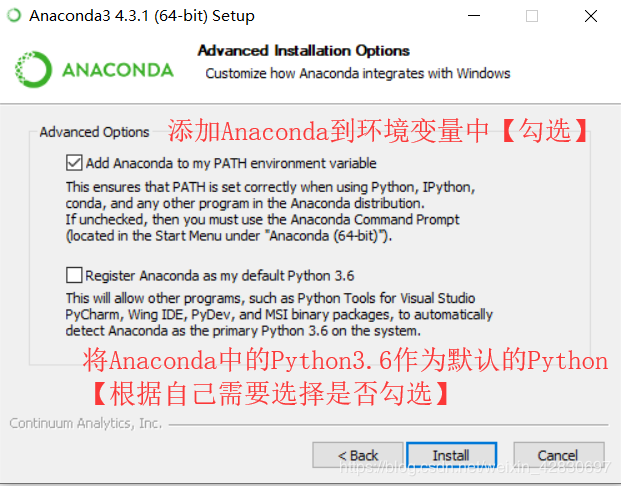 Anaconda3 4.3.1 (64-bit) Setup
Advanced Installation Options
Customize how Anaconda integrates with Windows
ANACONDA
Advanced Options
添加Anaconda到环境变量中【勾选】
Add Anaconda to my PATH environment variable
This ensures that PATH is set correctly when using Python, IPython,
conda, and any other program in the Anaconda distribution.
If unchecked, then you must use the Anaconda Command Prompt
(located in the Start Menu under "Anaconda (64-bit)").
Register Anaconda as my default Python 3.6
This will allow other programs, such as Python Tools for Visual Studio
PyCharm, Wing IDE, PyDev, and MSI binary packages, to automatically
detect Anaconda as the primary Python 3.6 on the system.
将Anaconda中的Python3.6作为默认的Python
【根据自己需要选择是否勾选】
Continuum Analytics, Inc.
< Back
Install
Cancel